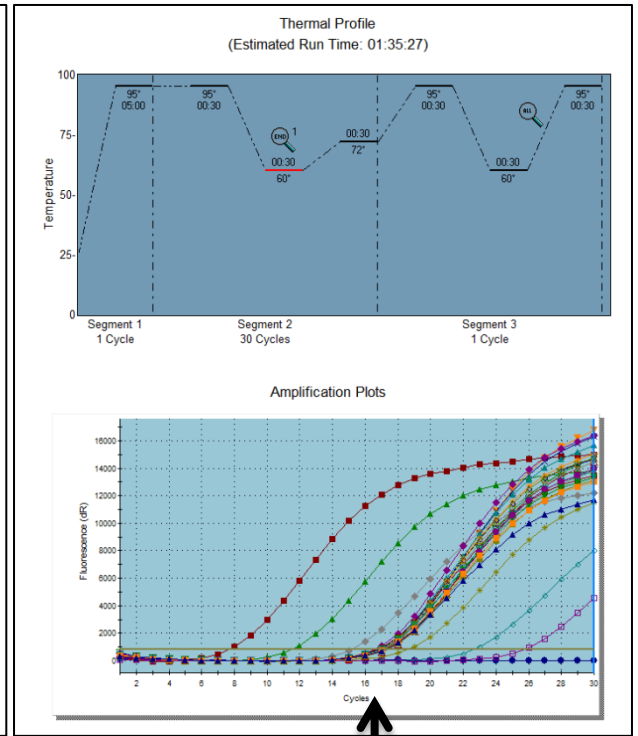 Thermal Profile
(Estimated Run Time: 01:35:27)
Temperature
100
75-
50-
25-
0
95°
05:00
95°
00:30
END 1
00:30
60°
00:30
72°
95°
00:30
00:30
60°
ALL
95°
00:30
Segment 1
1 Cycle
Segment 2
30 Cycles
Segment 3
1 Cycle
Amplification Plots
Fluorescence (dR)
16000
14000
12000
10000
8000
6000
4000
2000
0
2 4 6 8 10 12 14 16 18 20 22 24 26 28 30
Cycles